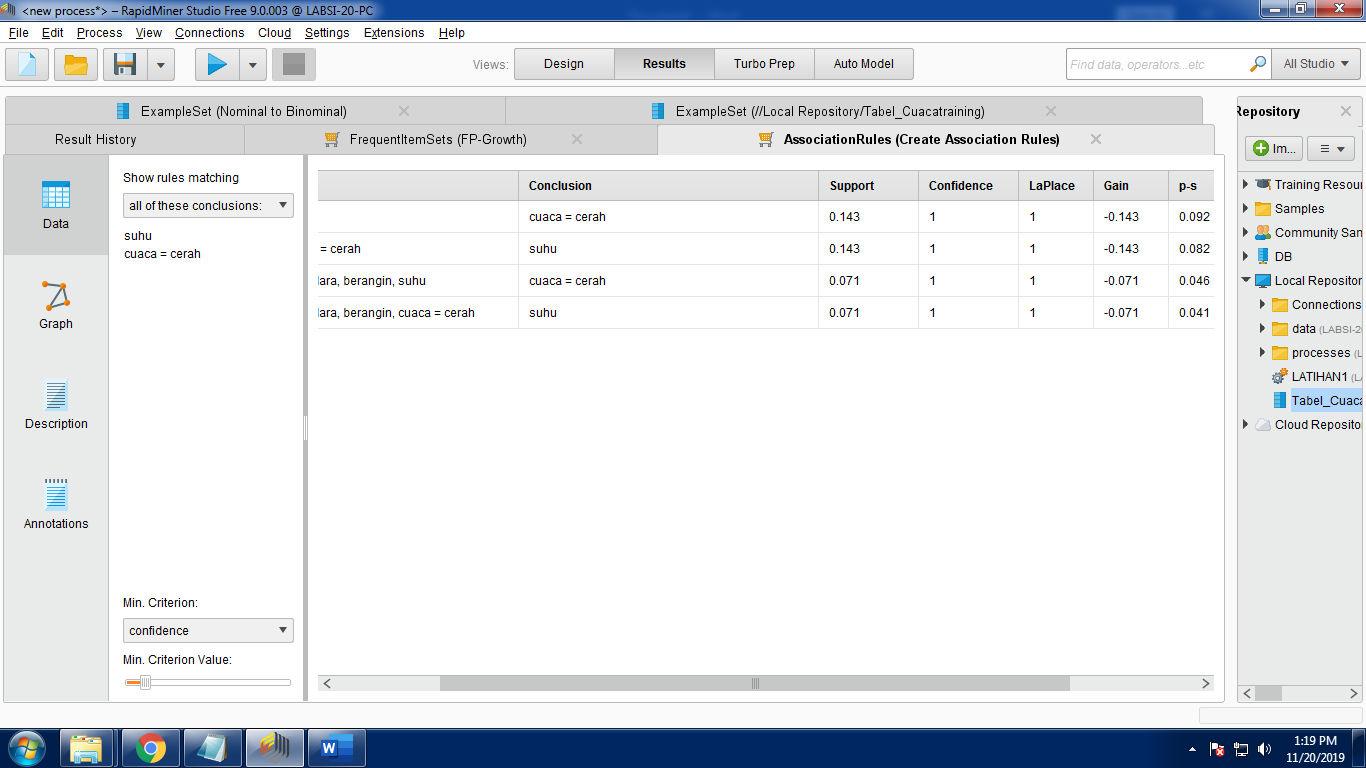 <new process*> – RapidMiner Studio Free 9.0.003 @ LABSI-20-PC
File Edit Process View Connections Cloud Settings Extensions Help
Views: Design Results Turbo Prep Auto Model Find data, operators...etc All Studio
ExampleSet (Nominal to Binominal) ExampleSet (//Local Repository/Tabel_Cuacatraining)
Result History FrequentItemSets (FP-Growth) AssociationRules (Create Association Rules)
Data
Graph
Description
Annotations
Show rules matching
all of these conclusions:
suhu
cuaca = cerah
Min. Criterion:
confidence
Min. Criterion Value:
Conclusion Support Confidence LaPlace Gain p-s
cuaca = cerah 0.143 1 1 -0.143 0.092
= cerah suhu 0.143 1 1 -0.143 0.082
lara, berangin, suhu cuaca = cerah 0.071 1 1 -0.071 0.046
lara, berangin, cuaca = cerah suhu 0.071 1 1 -0.071 0.041
Repository
Im...
Training Resou
Samples
Community Sam
DB
Local Repositor
Connections
data (LABSI-2
processes (L
LATIHAN1 (L
Tabel_Cuaca
Cloud Reposito
W
1:19 PM
11/20/2019